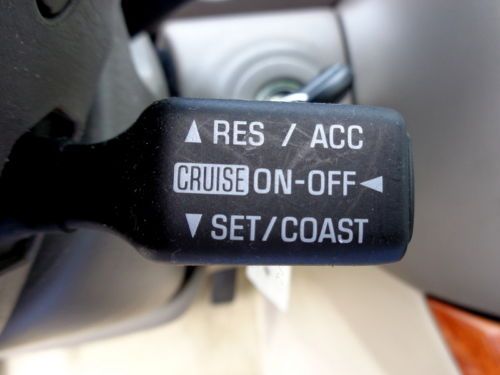 ▲ RES / ACC
CRUISE ON-OFF ◄
▼ SET/COAST